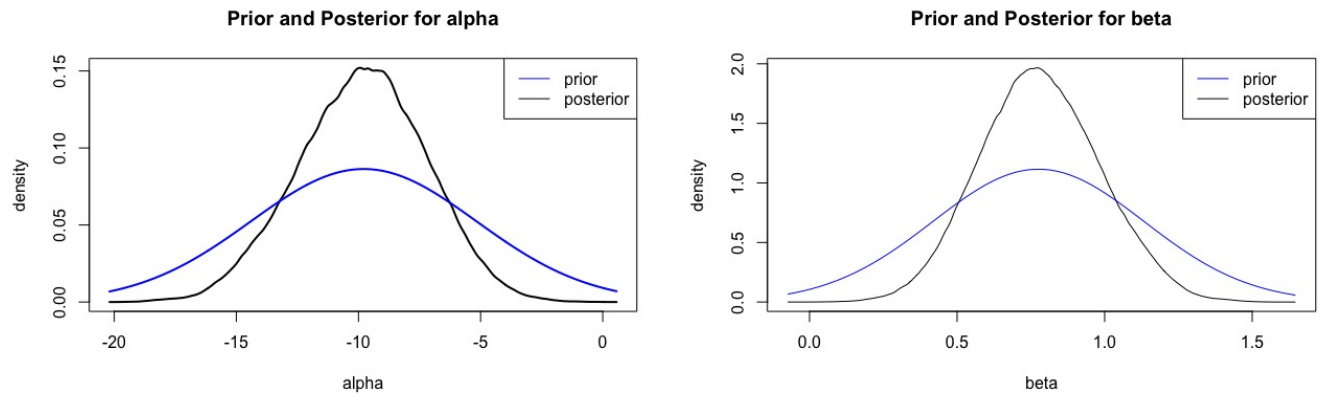 Prior and Posterior for alpha
prior
posterior
density
0.00
0.05
0.10
0.15
-20 -15 -10 -5 0
alpha
Prior and Posterior for beta
prior
posterior
density
0.0
0.5
1.0
1.5
2.0
0.0 0.5 1.0 1.5
beta